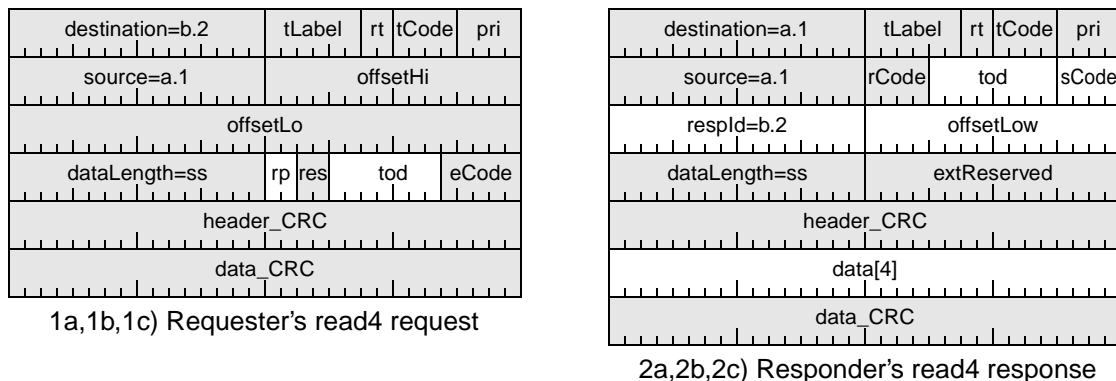 destination=b.2 tLabel rt tCode pri
source=a.1 offsetHi
offsetLo
dataLength=ss rp res tod eCode
header_CRC
data_CRC
1a,1b,1c) Requester's read4 request
destination=a.1 tLabel rt tCode pri
source=a.1 rCode tod sCode
respId=b.2 offsetLow
dataLength=ss extReserved
header_CRC
data[4]
data_CRC
2a,2b,2c) Responder's read4 response